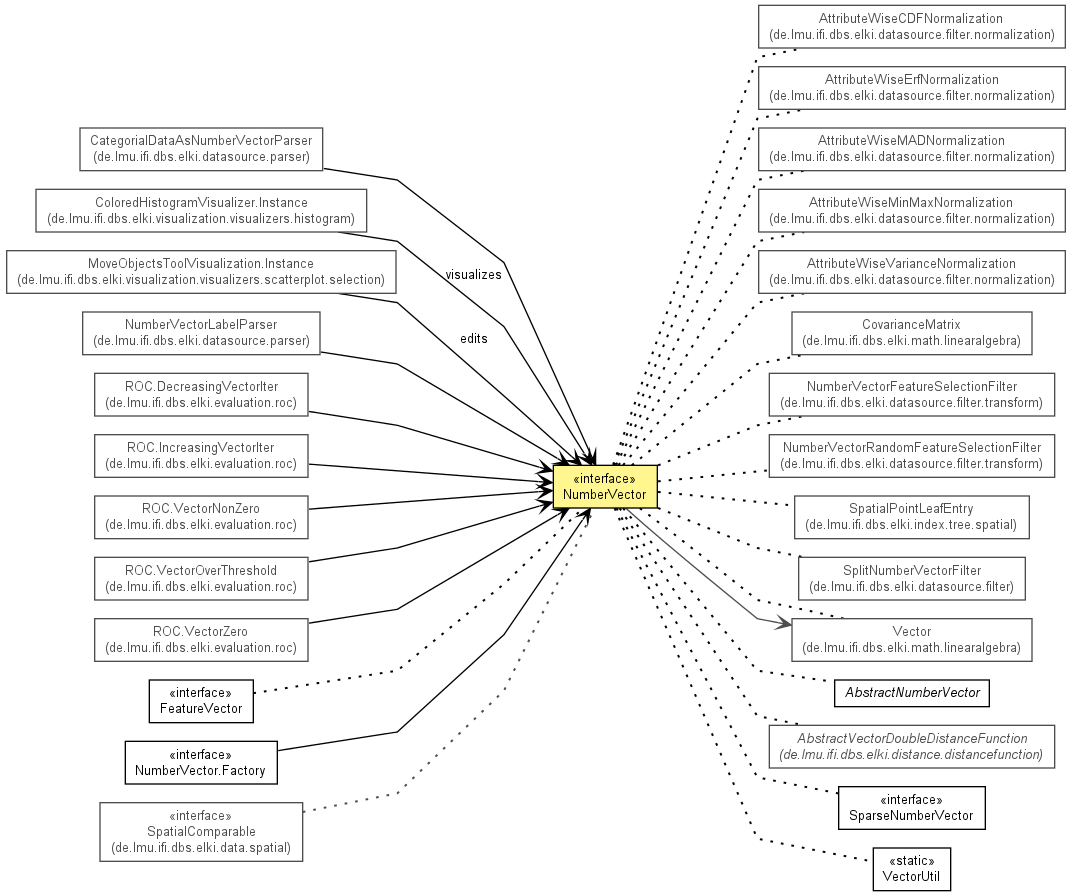 CategorialDataAsNumberVectorParser
(de.lmu.ifi.dbs.elki.datasource.parser)
ColoredHistogramVisualizer.Instance
(de.lmu.ifi.dbs.elki.visualization.visualizers.histogram)
MoveObjectsToolVisualization.Instance
(de.lmu.ifi.dbs.elki.visualization.visualizers.scatterplot.selection)
NumberVectorLabelParser
(de.lmu.ifi.dbs.elki.datasource.parser)
ROC.DecreasingVectorIter
(de.lmu.ifi.dbs.elki.evaluation.roc)
ROC.IncreasingVectorIter
(de.lmu.ifi.dbs.elki.evaluation.roc)
ROC.VectorNonZero
(de.lmu.ifi.dbs.elki.evaluation.roc)
ROC.VectorOverThreshold
(de.lmu.ifi.dbs.elki.evaluation.roc)
ROC.VectorZero
(de.lmu.ifi.dbs.elki.evaluation.roc)
«interface»
FeatureVector
«interface»
NumberVector.Factory
«interface»
SpatialComparable
(de.lmu.ifi.dbs.elki.data.spatial)
visualizes
edits
«interface»
NumberVector
AttributeWiseCDFNormalization
(de.lmu.ifi.dbs.elki.datasource.filter.normalization)
AttributeWiseErfNormalization
(de.lmu.ifi.dbs.elki.datasource.filter.normalization)
AttributeWiseMADNormalization
(de.lmu.ifi.dbs.elki.datasource.filter.normalization)
AttributeWiseMinMaxNormalization
(de.lmu.ifi.dbs.elki.datasource.filter.normalization)
AttributeWiseVarianceNormalization
(de.lmu.ifi.dbs.elki.datasource.filter.normalization)
CovarianceMatrix
(de.lmu.ifi.dbs.elki.math.linearalgebra)
NumberVectorFeatureSelectionFilter
(de.lmu.ifi.dbs.elki.datasource.filter.transform)
NumberVectorRandomFeatureSelectionFilter
(de.lmu.ifi.dbs.elki.datasource.filter.transform)
SpatialPointLeafEntry
(de.lmu.ifi.dbs.elki.index.tree.spatial)
SplitNumberVectorFilter
(de.lmu.ifi.dbs.elki.datasource.filter)
Vector
(de.lmu.ifi.dbs.elki.math.linearalgebra)
AbstractNumberVector
AbstractVectorDoubleDistanceFunction
(de.lmu.ifi.dbs.elki.distance.distancefunction)
«interface»
SparseNumberVector
«static»
VectorUtil